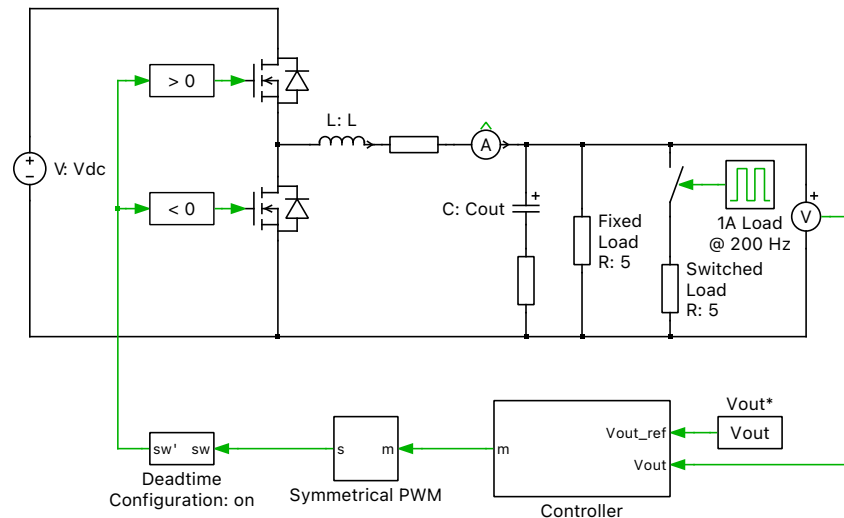 > 0
L: L
A
V: Vdc
< 0
+
C: Cout
Fixed
Load
R: 5
+
V
1A Load
@ 200 Hz
Switched
Load
R: 5
Vout*
Vout_ref
Vout
sw' sw
s m
m
Vout
Deadtime
Configuration: on
Symmetrical PWM
Controller